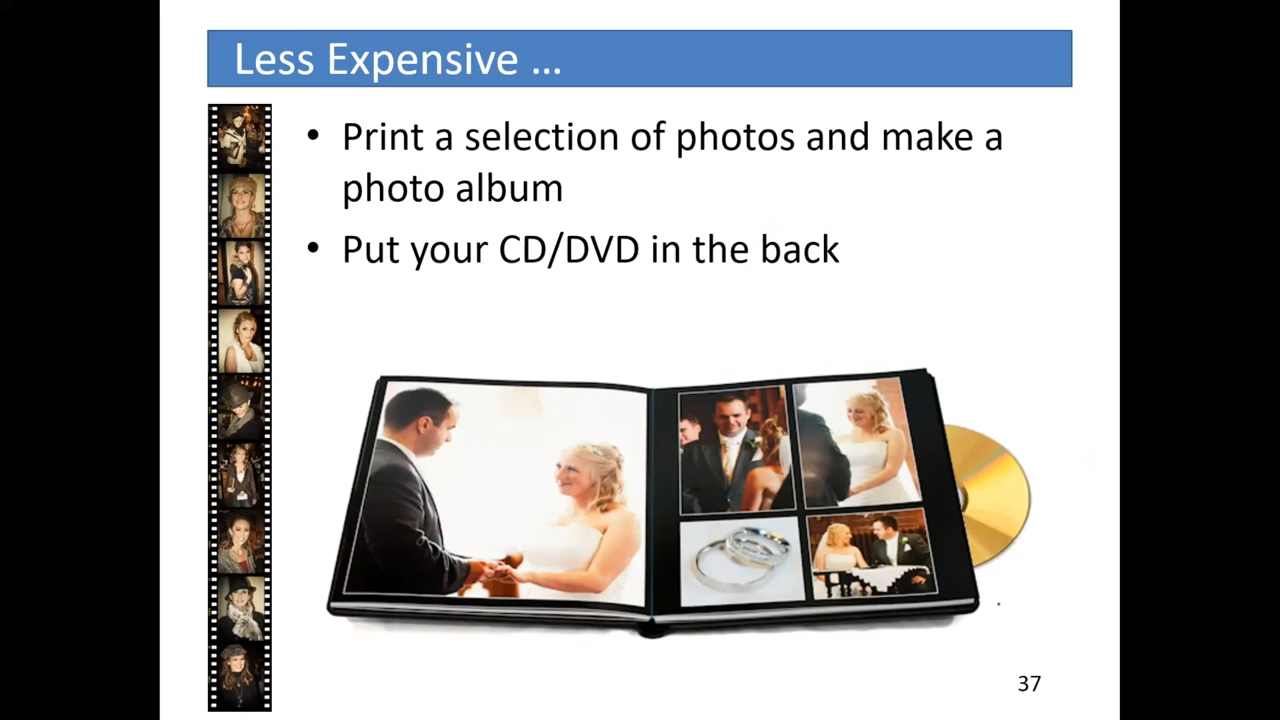 Less Expensive …
• Print a selection of photos and make a
photo album
• Put your CD/DVD in the back
37